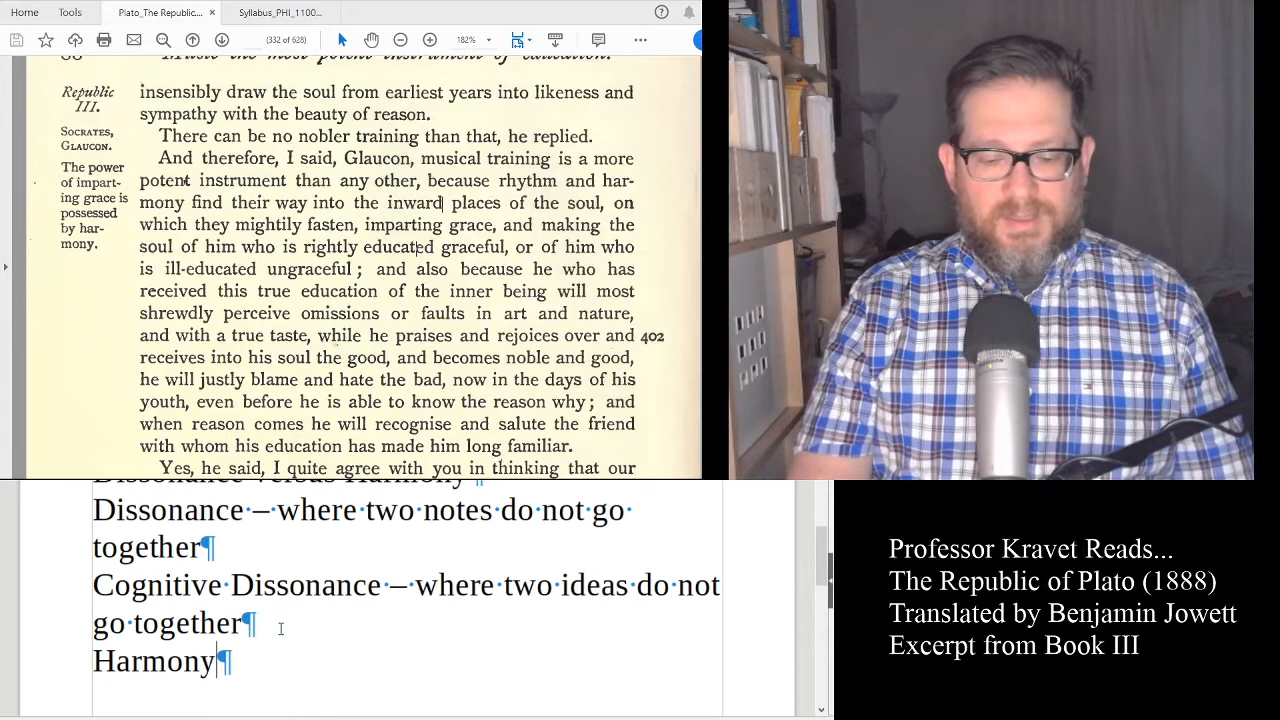 Home Tools Plato_The Republic.... × Syllabus_PHI_1100...
(332 of 628) 182%
Music the most potent instrument of education.
Republic
III.
SOCRATES,
GLAUCON.
The power
of impart-
ing grace is
possessed
by har-
mony.
insensibly draw the soul from earliest years into likeness and
sympathy with the beauty of reason.
There can be no nobler training than that, he replied.
And therefore, I said, Glaucon, musical training is a more
potent instrument than any other, because rhythm and har-
mony find their way into the inward places of the soul, on
which they mightily fasten, imparting grace, and making the
soul of him who is rightly educated graceful, or of him who
is ill-educated ungraceful; and also because he who has
received this true education of the inner being will most
shrewdly perceive omissions or faults in art and nature,
and with a true taste, while he praises and rejoices over and 402
receives into his soul the good, and becomes noble and good,
he will justly blame and hate the bad, now in the days of his
youth, even before he is able to know the reason why; and
when reason comes he will recognise and salute the friend
with whom his education has made him long familiar.
Yes, he said, I quite agree with you in thinking that our
Dissonance versus Harmony¶
Dissonance·–·where·two·notes·do·not·go·
together¶
Cognitive·Dissonance·–·where·two·ideas·do·not
go·together¶
Harmony¶
Professor Kravet Reads...
The Republic of Plato (1888)
Translated by Benjamin Jowett
Excerpt from Book III